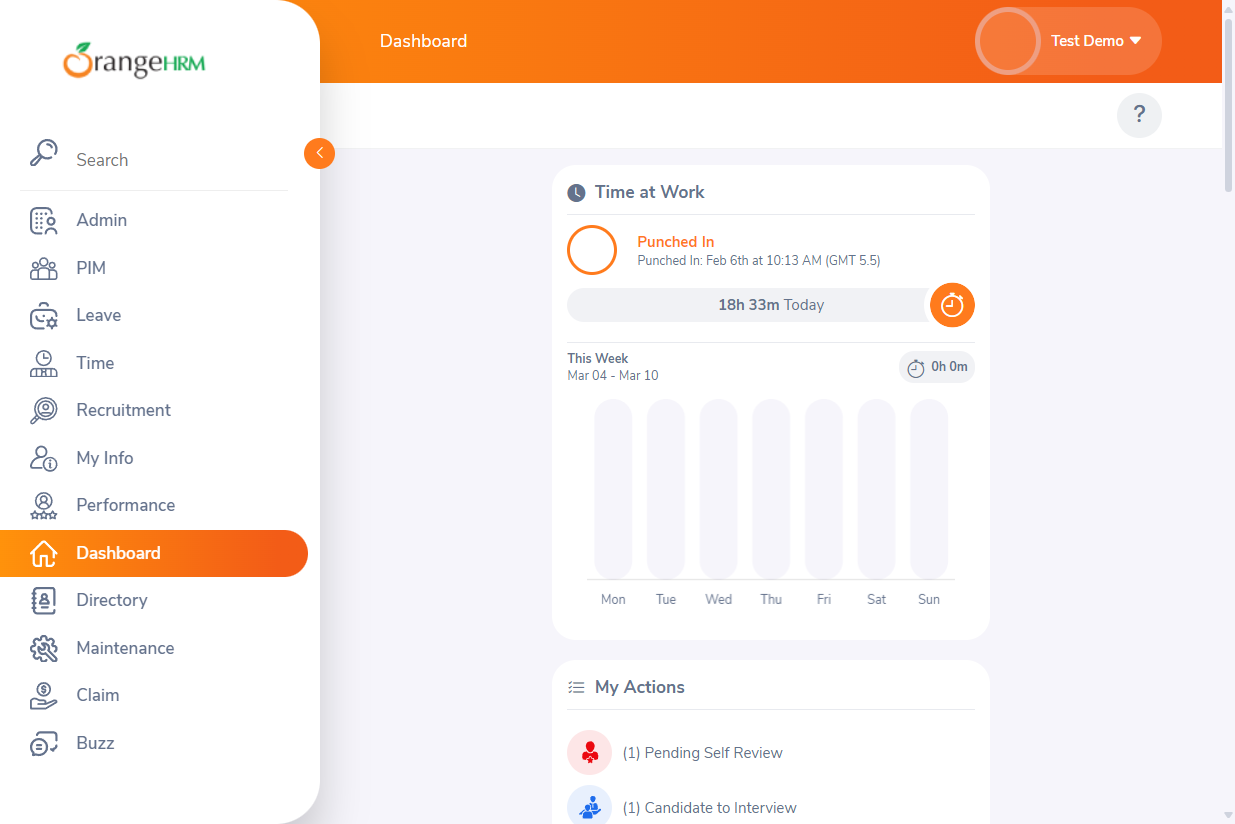 OrangeHRM
Search
Admin
PIM
Leave
Time
Recruitment
My Info
Performance
Dashboard
Directory
Maintenance
Claim
Buzz
Dashboard
Test Demo
?
Time at Work
Punched In
Punched In: Feb 6th at 10:13 AM (GMT 5.5)
18h 33m Today
This Week
Mar 04 - Mar 10
0h 0m
Mon Tue Wed Thu Fri Sat Sun
My Actions
(1) Pending Self Review
(1) Candidate to Interview